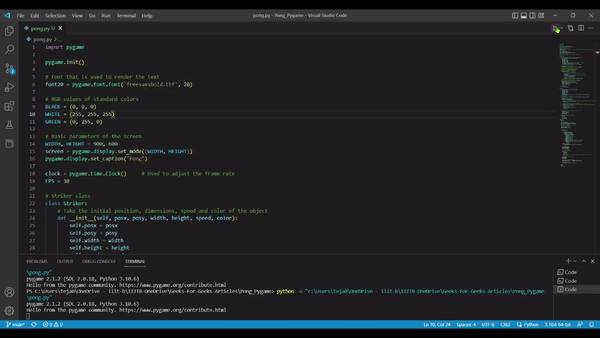 File Edit Selection View Go Run Terminal Help
pong.py - Pong_Pygame - Visual Studio Code
pong.py U
pong.py > ...
1 import pygame
2
3 pygame.init()
4
5 # Font that is used to render the text
6 font20 = pygame.font.Font('freesansbold.ttf', 20)
7
8 # RGB values of standard colors
9 BLACK = (0, 0, 0)
10 WHITE = (255, 255, 255)
11 GREEN = (0, 255, 0)
12
13 # Basic parameters of the screen
14 WIDTH, HEIGHT = 900, 600
15 screen = pygame.display.set_mode((WIDTH, HEIGHT))
16 pygame.display.set_caption("Pong")
17
18 clock = pygame.time.Clock() # Used to adjust the frame rate
19 FPS = 30
20
21 # Striker class
22 class Striker:
23 # Take the initial position, dimensions, speed and color of the object
24 def __init__(self, posx, posy, width, height, speed, color):
25 self.posx = posx
26 self.posy = posy
27 self.width = width
28 self.height = height
PROBLEMS OUTPUT DEBUG CONSOLE TERMINAL
\pong.py"
pygame 2.1.2 (SDL 2.0.18, Python 3.10.6)
Hello from the pygame community. https://www.pygame.org/contribute.html
PS C:\Users\Teja0\OneDrive - iiit-b\IIITB-OneDrive\Geeks-For-Geeks-Articles\Pong_Pygame> python -u "c:\Users\Teja0\OneDrive - iiit-b\IIITB-OneDrive\Geeks-For-Geeks-Articles\Pong_Pygame
\pong.py"
pygame 2.1.2 (SDL 2.0.18, Python 3.10.6)
Hello from the pygame community. https://www.pygame.org/contribute.html
Code
Code
Code
main* 0 0 Ln 10, Col 24 Spaces: 4 UTF-8 CRLF Python 3.10.6 64-bit